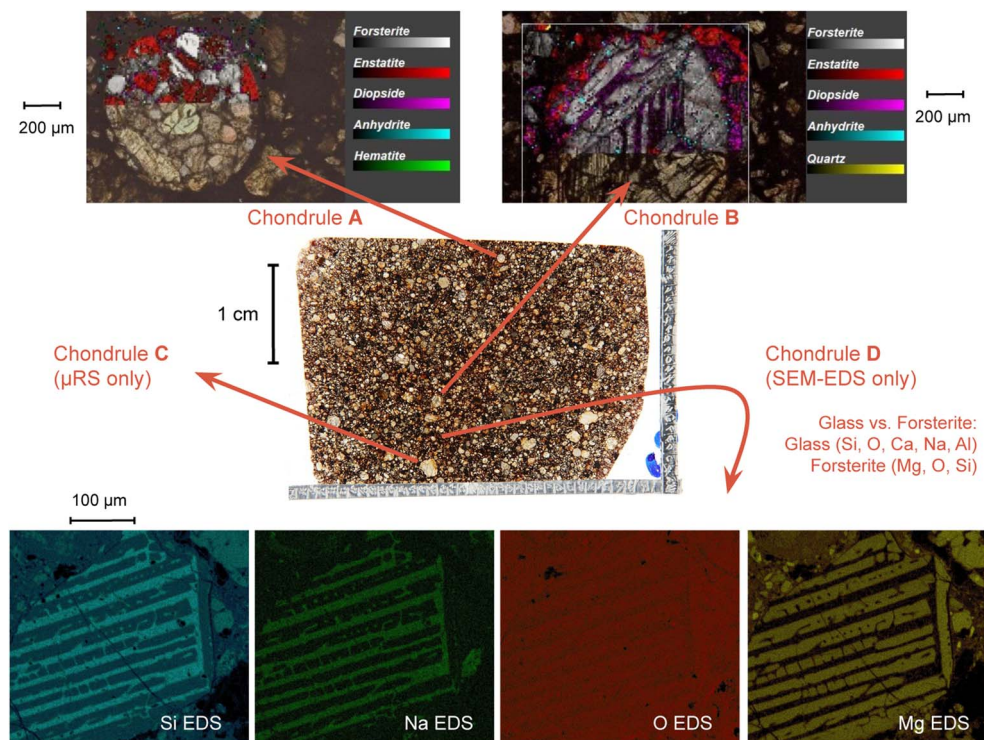 Forsterite
Enstatite
Diopside
Anhydrite
Hematite
200 µm
Forsterite
Enstatite
Diopside
Anhydrite
Quartz
200 µm
Chondrule A
Chondrule B
1 cm
Chondrule C
(µRS only)
Chondrule D
(SEM-EDS only)
Glass vs. Forsterite:
Glass (Si, O, Ca, Na, Al)
Forsterite (Mg, O, Si)
100 µm
Si EDS
Na EDS
O EDS
Mg EDS